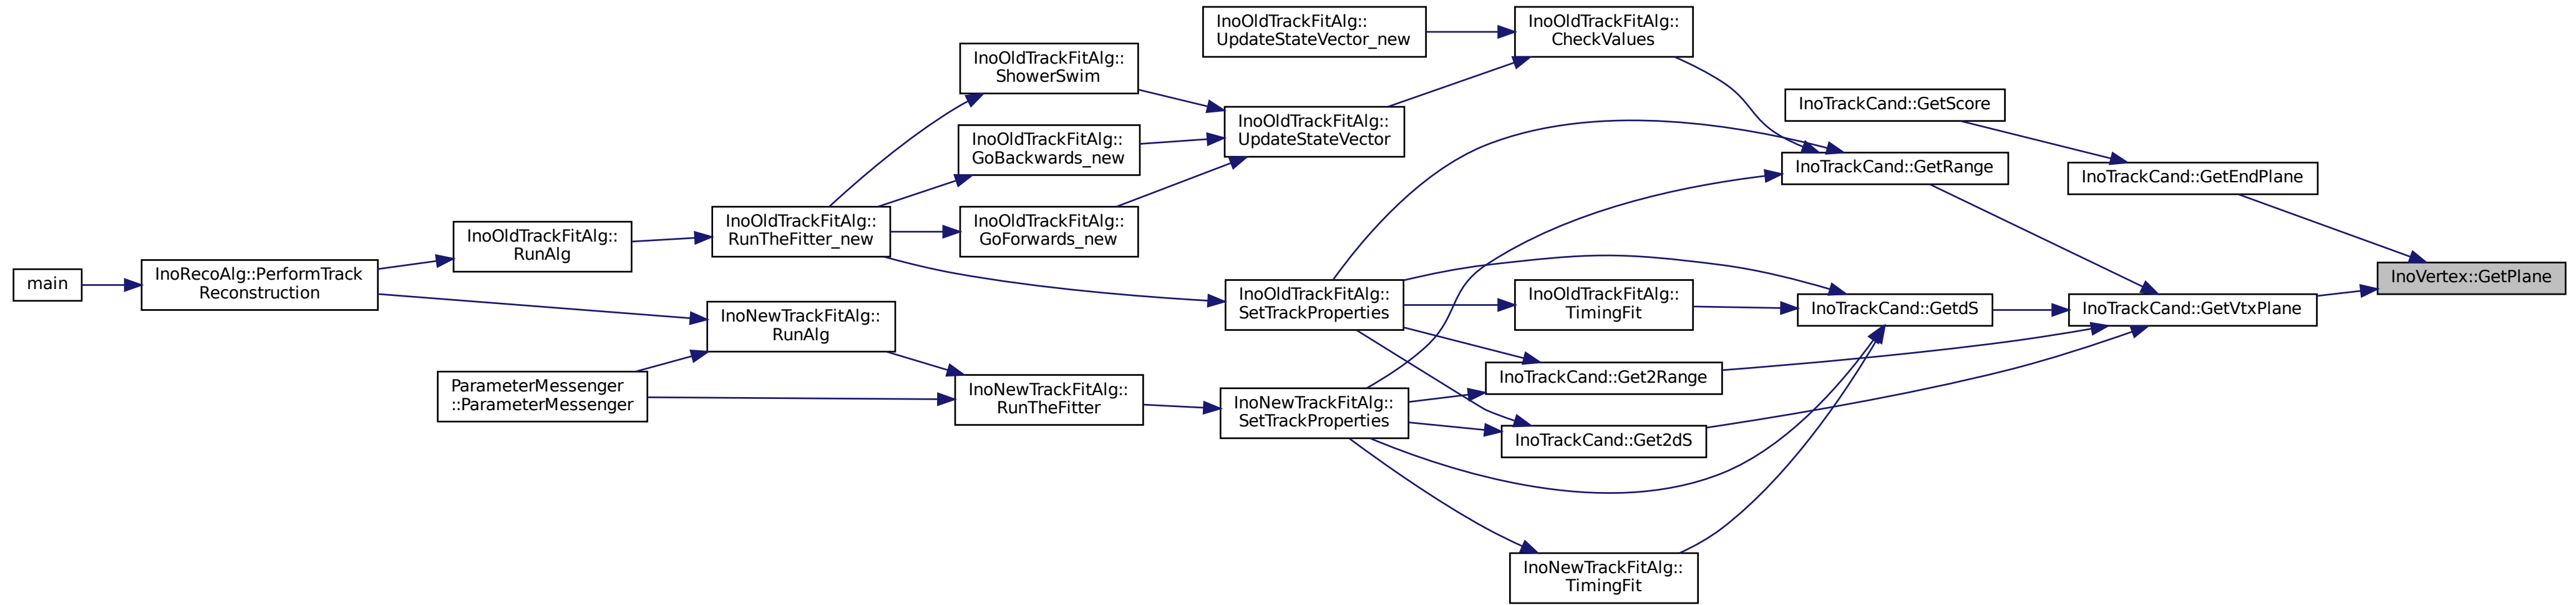 main
InoRecoAlg::PerformTrack
Reconstruction
InoOldTrackFitAlg::
RunAlg
InoNewTrackFitAlg::
RunAlg
ParameterMessenger
::ParameterMessenger
InoOldTrackFitAlg::
RunTheFitter_new
InoOldTrackFitAlg::
ShowerSwim
InoOldTrackFitAlg::
GoBackwards_new
InoOldTrackFitAlg::
GoForwards_new
InoNewTrackFitAlg::
RunTheFitter
InoOldTrackFitAlg::
UpdateStateVector_new
InoOldTrackFitAlg::
UpdateStateVector
InoOldTrackFitAlg::
SetTrackProperties
InoNewTrackFitAlg::
SetTrackProperties
InoOldTrackFitAlg::
CheckValues
InoOldTrackFitAlg::
TimingFit
InoTrackCand::Get2Range
InoTrackCand::Get2dS
InoNewTrackFitAlg::
TimingFit
InoTrackCand::GetScore
InoTrackCand::GetRange
InoTrackCand::GetdS
InoTrackCand::GetEndPlane
InoTrackCand::GetVtxPlane
InoVertex::GetPlane